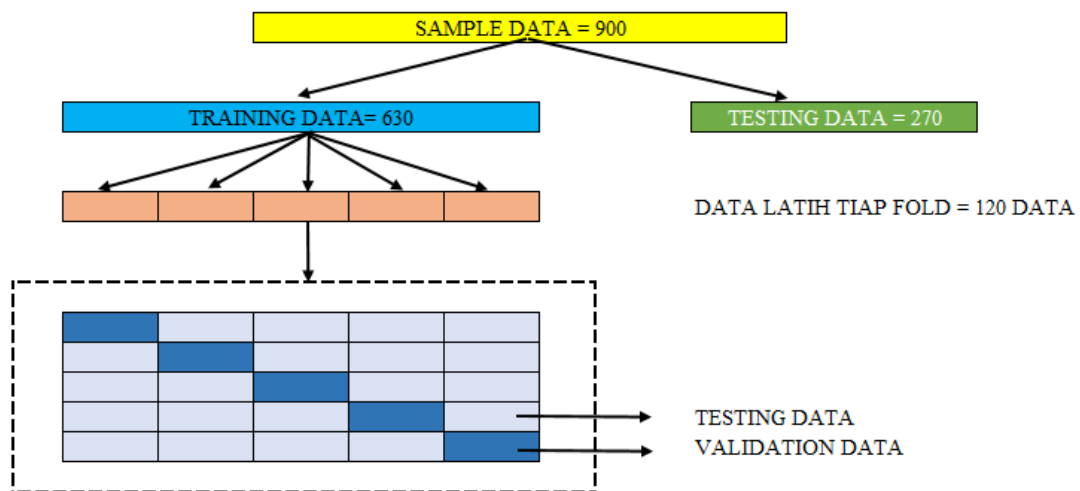 SAMPLE DATA = 900
TRAINING DATA= 630
TESTING DATA = 270
DATA LATIH TIAP FOLD = 120 DATA
TESTING DATA
VALIDATION DATA